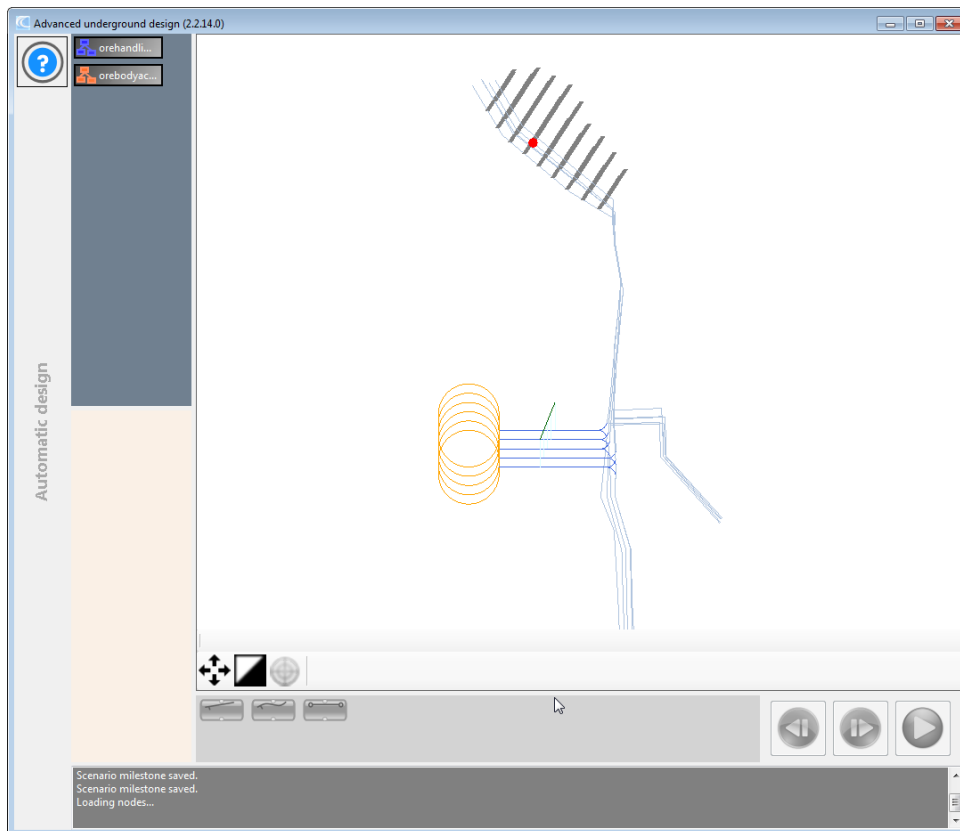 Advanced underground design (2.2.14.0)
?
orehandli...
orebodyac...
Automatic design
Scenario milestone saved.
Scenario milestone saved.
Loading nodes...